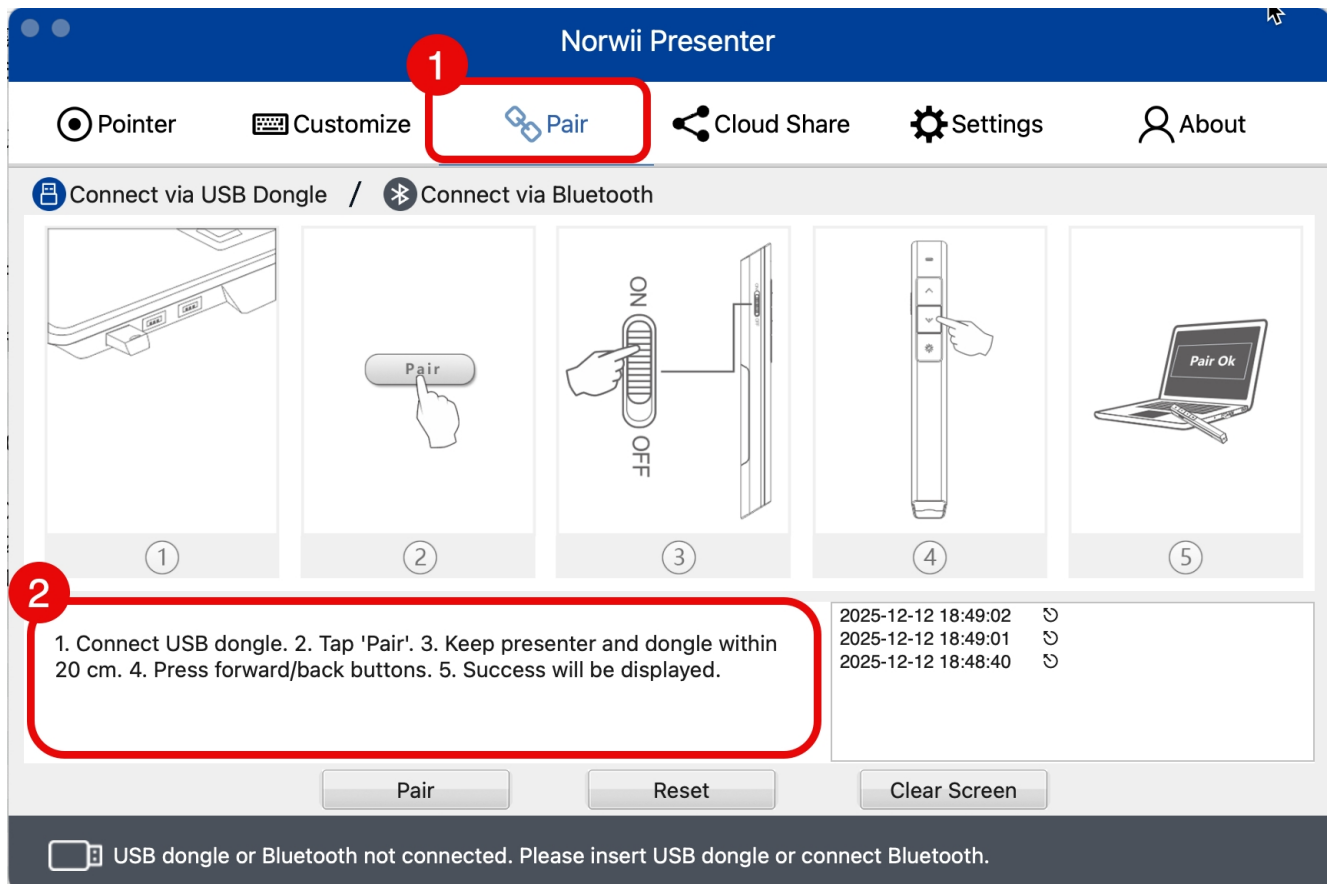 Norwii Presenter
1
Pointer
Customize
Pair
Cloud Share
Settings
About
Connect via USB Dongle / Connect via Bluetooth
Pair
ON
OFF
Pair Ok
1
2
3
4
5
2
1. Connect USB dongle. 2. Tap 'Pair'. 3. Keep presenter and dongle within
20 cm. 4. Press forward/back buttons. 5. Success will be displayed.
2025-12-12 18:49:02
2025-12-12 18:49:01
2025-12-12 18:48:40
Pair
Reset
Clear Screen
USB dongle or Bluetooth not connected. Please insert USB dongle or connect Bluetooth.